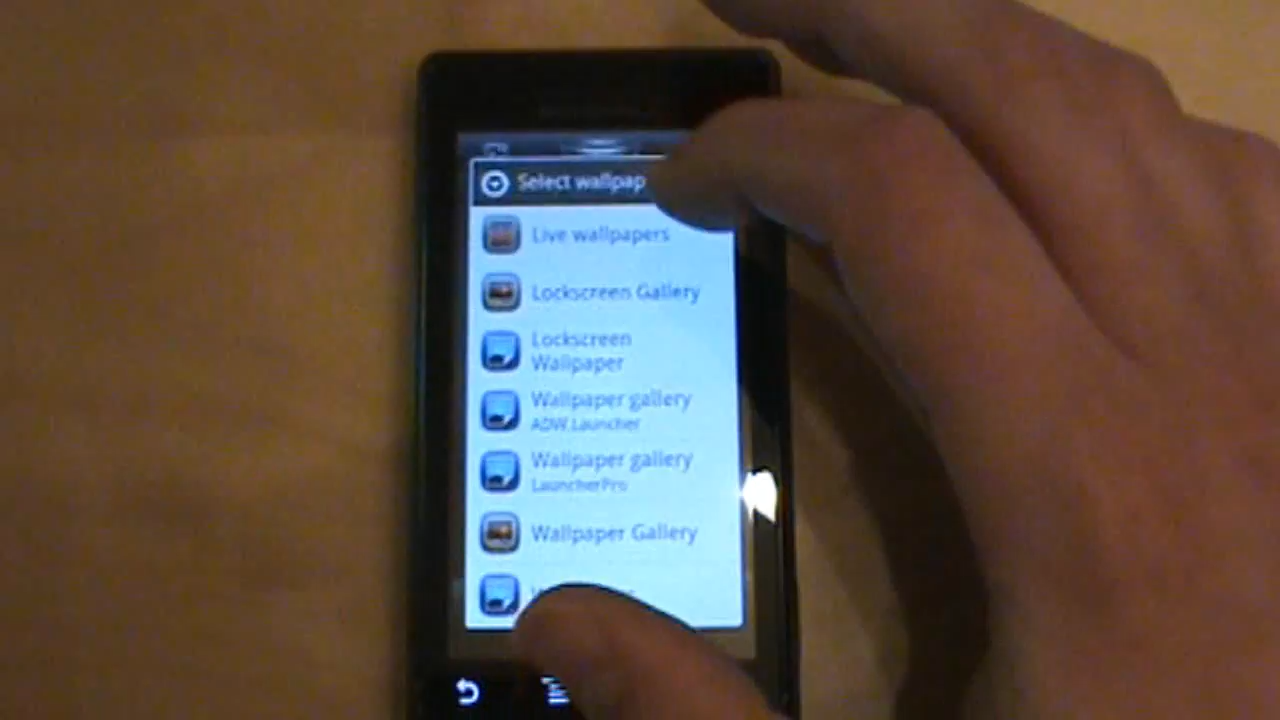 Select wallpap
Live wallpapers
Lockscreen Gallery
Lockscreen
Wallpaper
Wallpaper gallery
ADW.Launcher
Wallpaper gallery
LauncherPro
Wallpaper Gallery